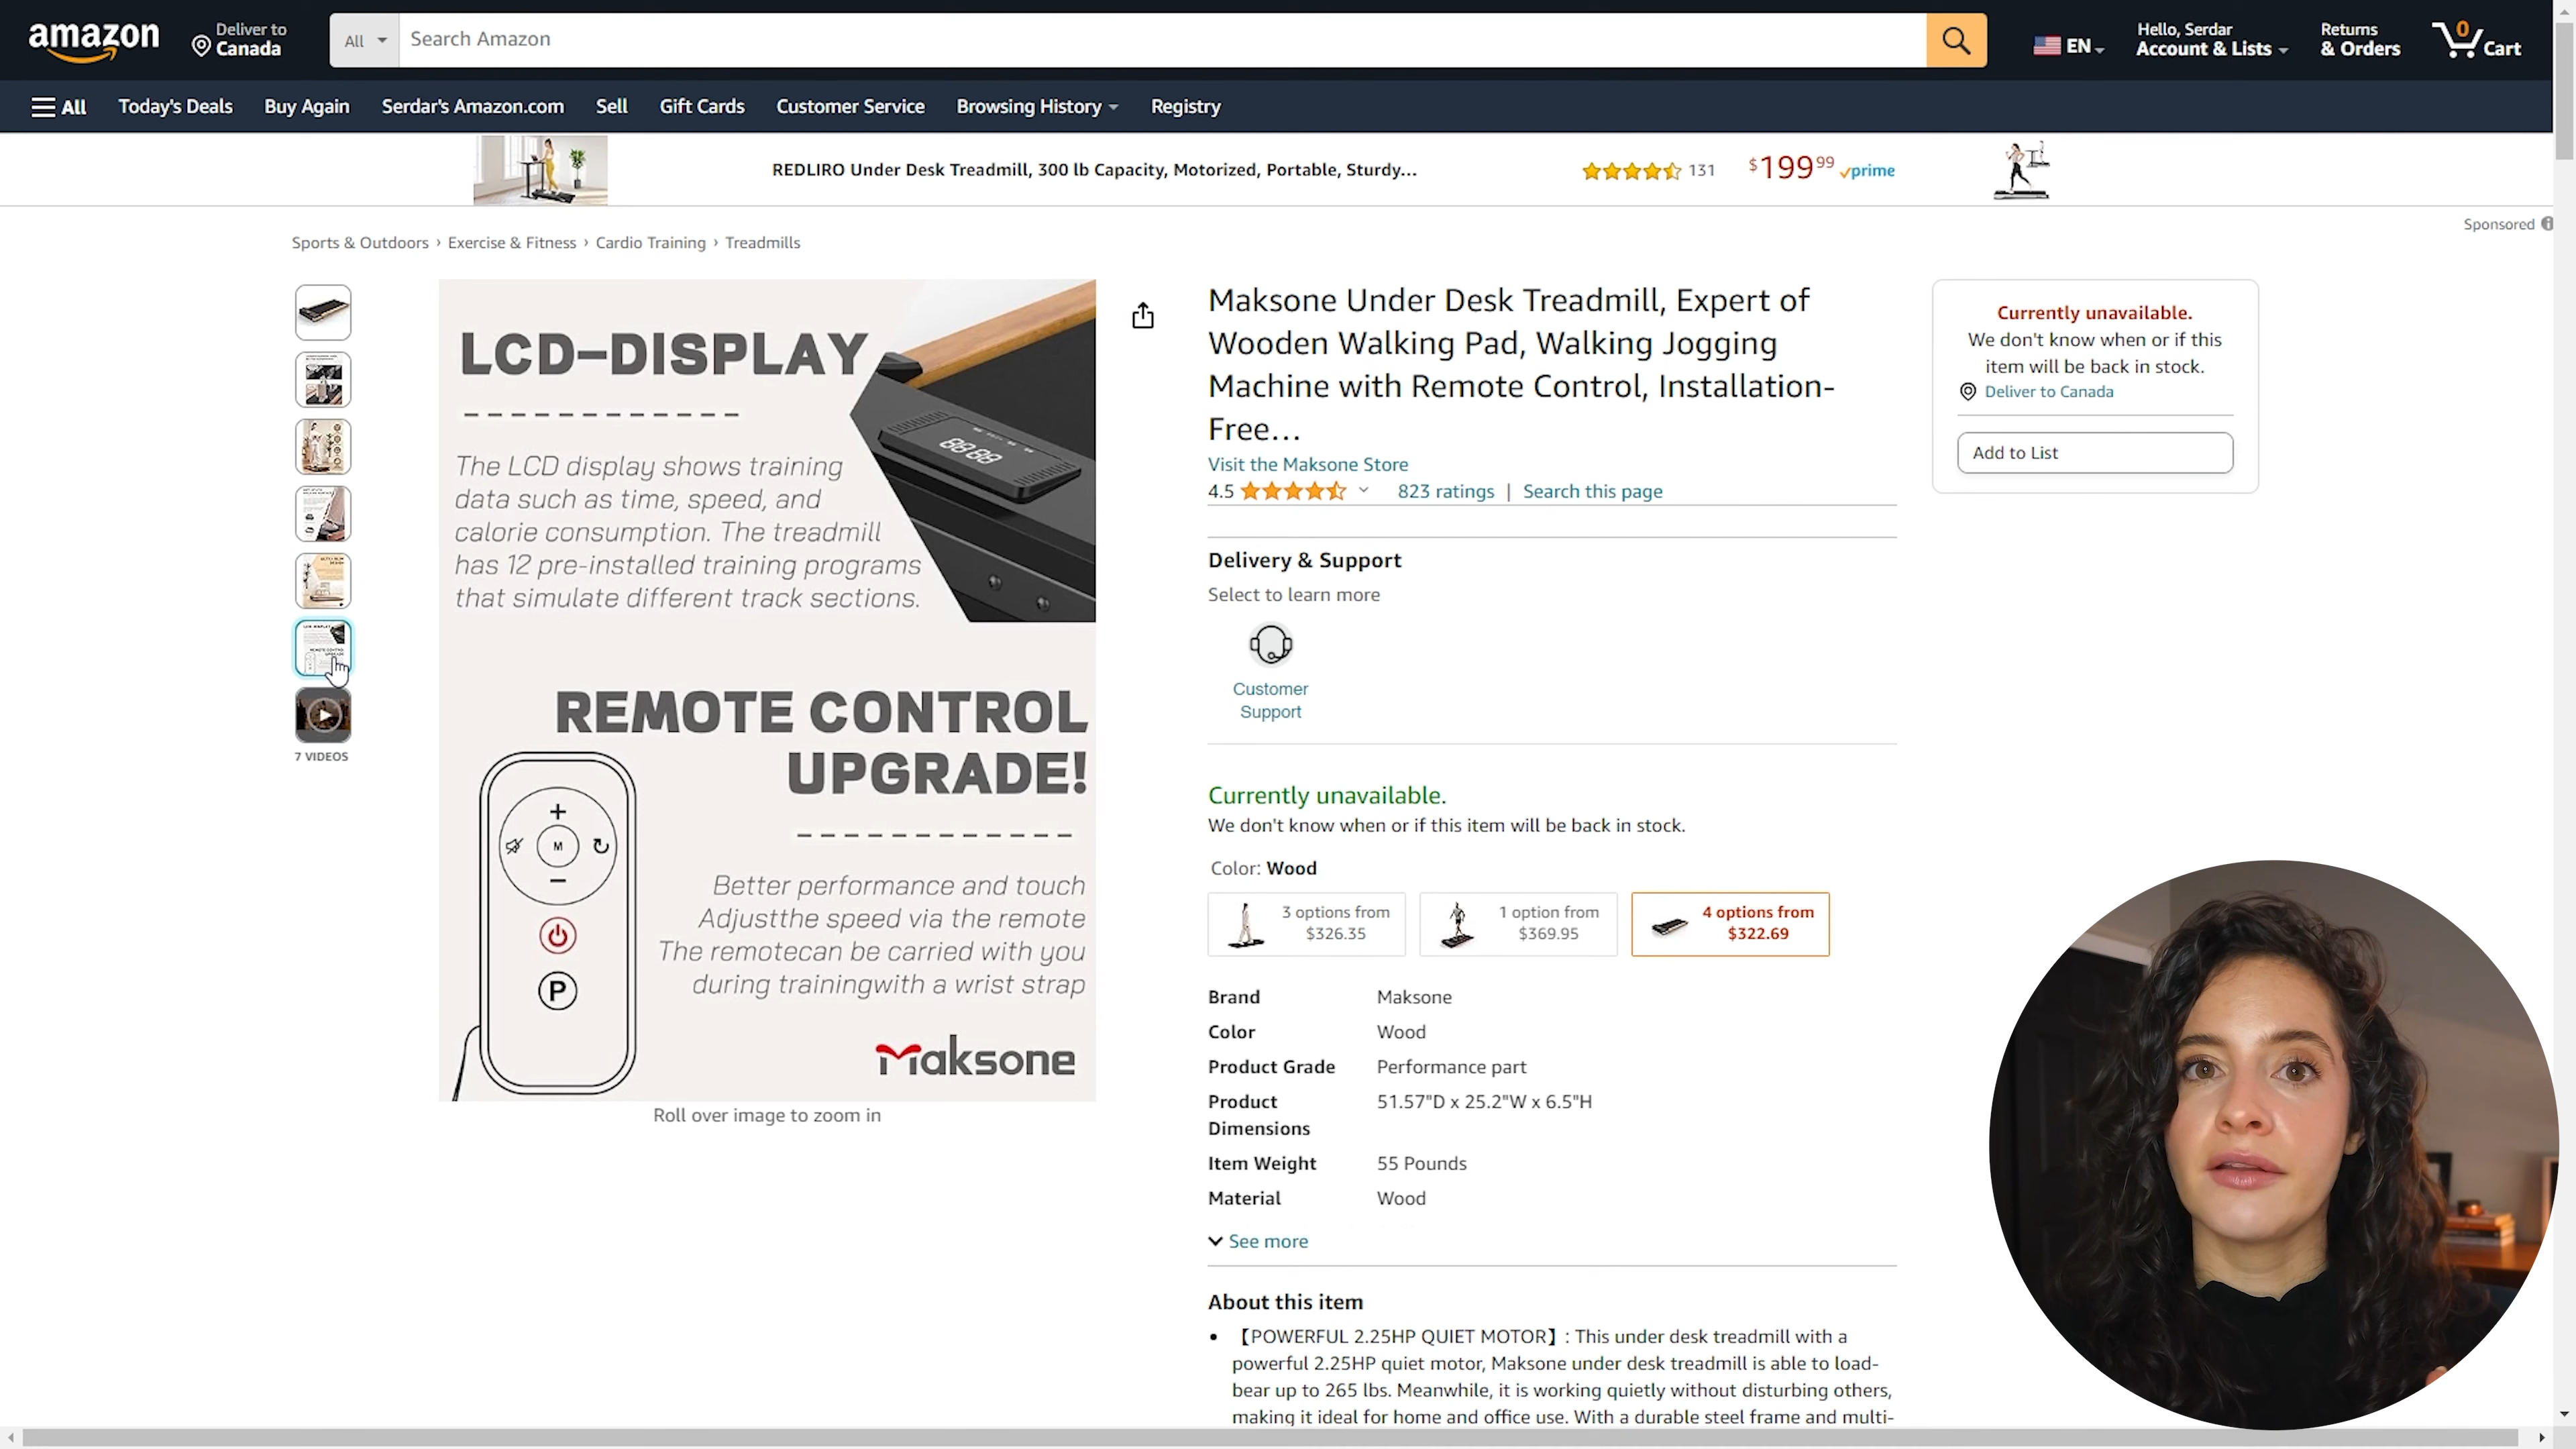 amazon
Deliver to
Canada
All
Search Amazon
EN
Hello, Serdar
Account & Lists
Returns
& Orders
0
Cart
All
Today's Deals
Buy Again
Serdar's Amazon.com
Sell
Gift Cards
Customer Service
Browsing History
Registry
REDLIRO Under Desk Treadmill, 300 lb Capacity, Motorized, Portable, Sturdy...
131
$199.99
prime
Sponsored
Sports & Outdoors › Exercise & Fitness › Cardio Training › Treadmills
7 VIDEOS
LCD-DISPLAY
The LCD display shows training
data such as time, speed, and
calorie consumption. The treadmill
has 12 pre-installed training programs
that simulate different track sections.
88:88
REMOTE CONTROL
UPGRADE!
+
M
−
P
Better performance and touch
Adjustthe speed via the remote
The remotecan be carried with you
during trainingwith a wrist strap
Maksone
Roll over image to zoom in
Maksone Under Desk Treadmill, Expert of
Wooden Walking Pad, Walking Jogging
Machine with Remote Control, Installation-
Free…
Visit the Maksone Store
4.5
823 ratings | Search this page
Delivery & Support
Select to learn more
Customer
Support
Currently unavailable.
We don't know when or if this item will be back in stock.
Color: Wood
3 options from
$326.35
1 option from
$369.95
4 options from
$322.69
Brand Maksone
Color Wood
Product Grade Performance part
Product
Dimensions 51.57"D x 25.2"W x 6.5"H
Item Weight 55 Pounds
Material Wood
See more
About this item
• 【POWERFUL 2.25HP QUIET MOTOR】: This under desk treadmill with a
powerful 2.25HP quiet motor, Maksone under desk treadmill is able to load-
bear up to 265 lbs. Meanwhile, it is working quietly without disturbing others,
making it ideal for home and office use. With a durable steel frame and multi-
Currently unavailable.
We don't know when or if this
item will be back in stock.
Deliver to Canada
Add to List